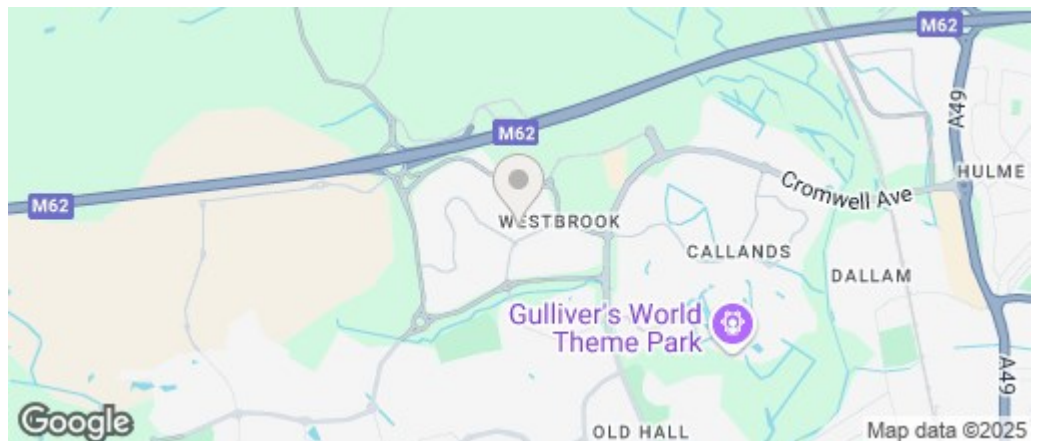 M62
M62
A49
M62
HULME
Cromwell Ave
WESTBROOK
CALLANDS
DALLAM
Gulliver's World
Theme Park
A49
OLD HALL
Google
Map data ©2025